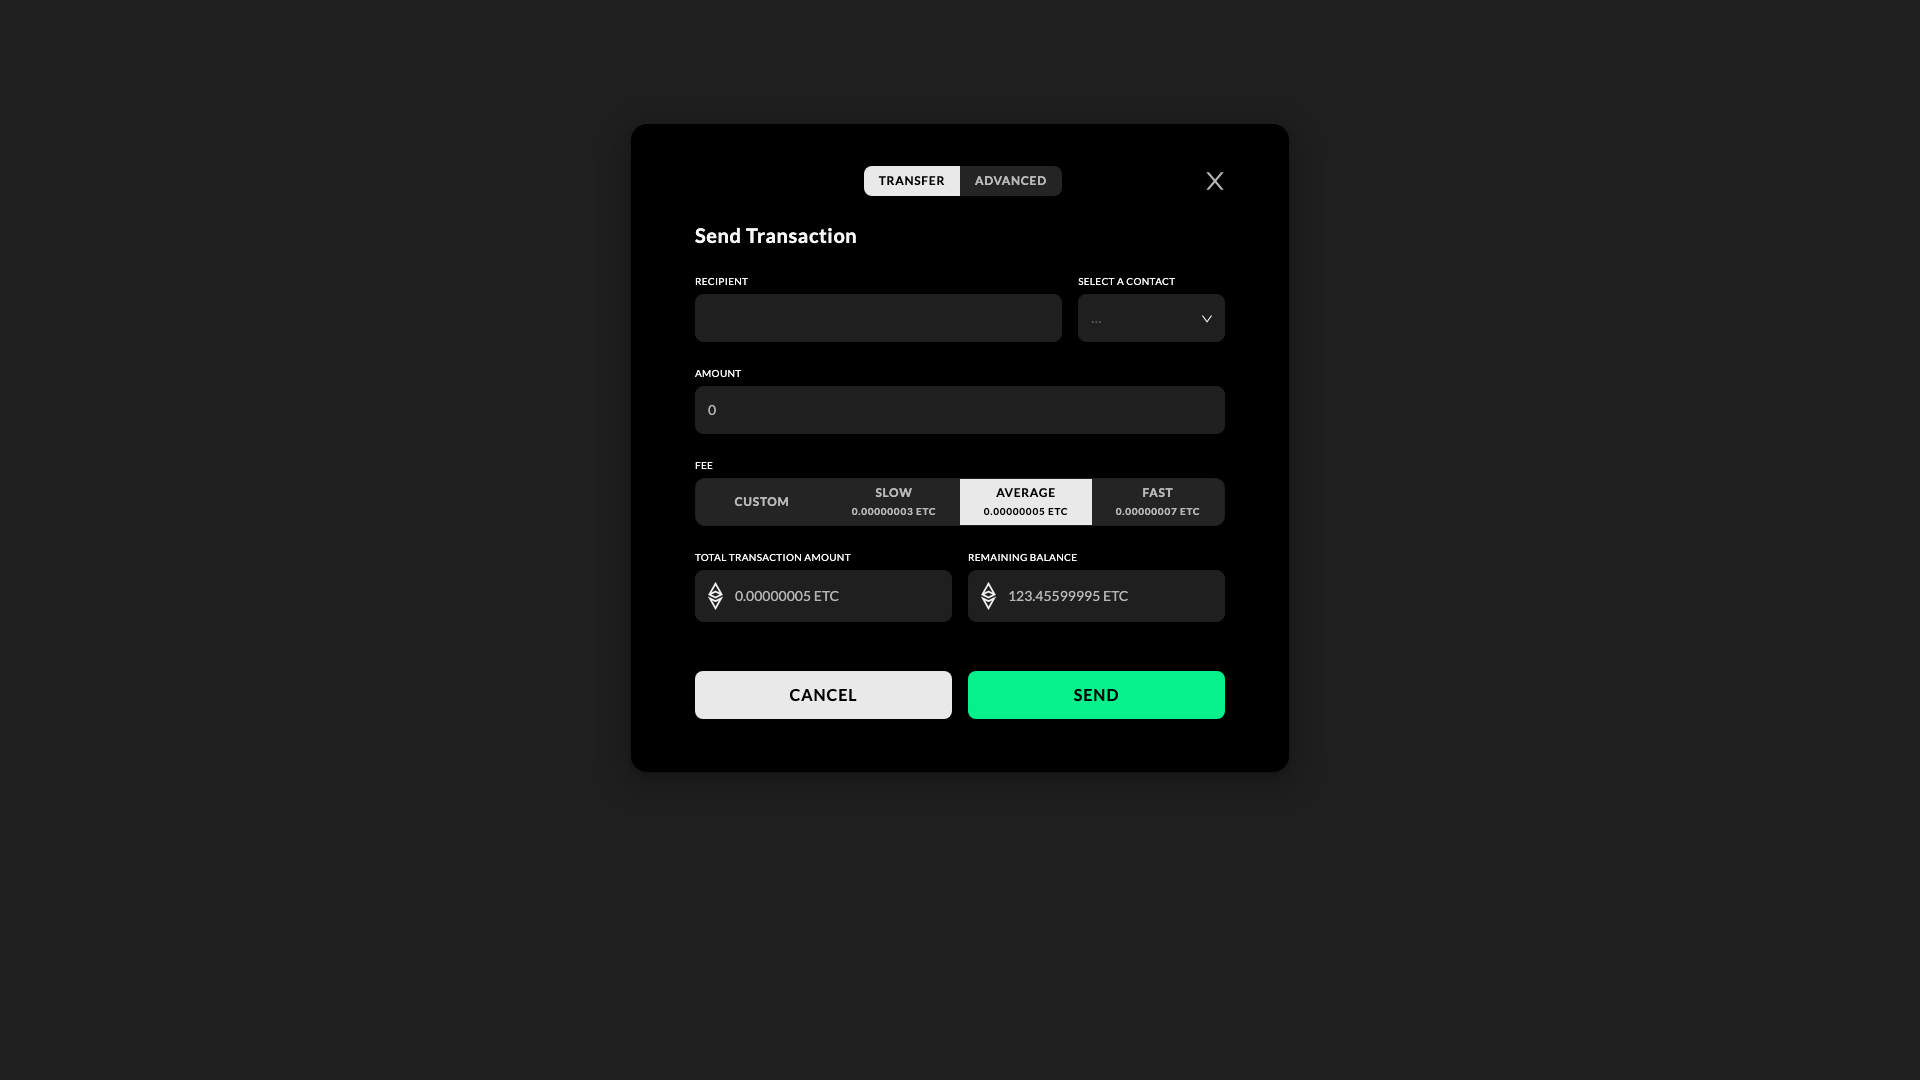 TRANSFER ADVANCED X
Send Transaction
RECIPIENT SELECT A CONTACT
...
AMOUNT
0
FEE
CUSTOM SLOW AVERAGE FAST
0.00000003 ETC 0.00000005 ETC 0.00000007 ETC
TOTAL TRANSACTION AMOUNT REMAINING BALANCE
0.00000005 ETC 123.45599995 ETC
CANCEL SEND